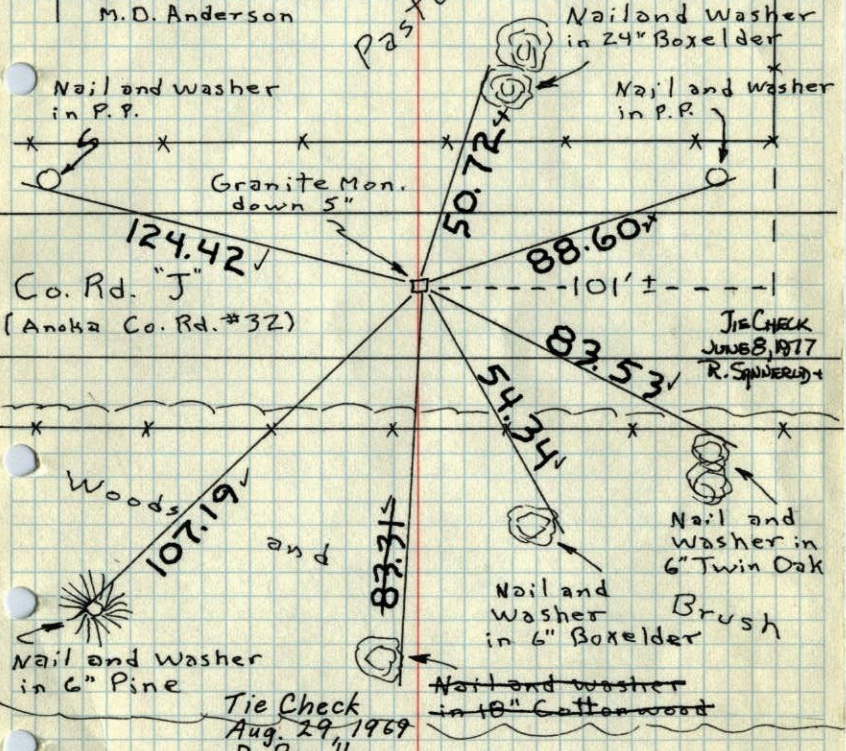 M.D. Anderson
Nail and Washer
in 24" Boxelder
Nail and Washer
in P.P.
Nail and Washer
in P.P.
Granite Mon.
down 5"
50.72
124.42 ✓
88.60
Co. Rd. "J"
(Anoka Co. Rd. #32)
101' ±
Tie Check
June 8, 1977
R. Sannerud
83.53 ✓
54.34 ✓
Woods
107.19 ✓
and
83.31 ✓
Nail and
Washer in
6" Twin Oak
Nail and
Washer
in 6" Boxelder
Brush
Nail and Washer
in 6" Pine
Nail and Washer
in 18" Cottonwood
Tie Check
Aug. 29, 1969